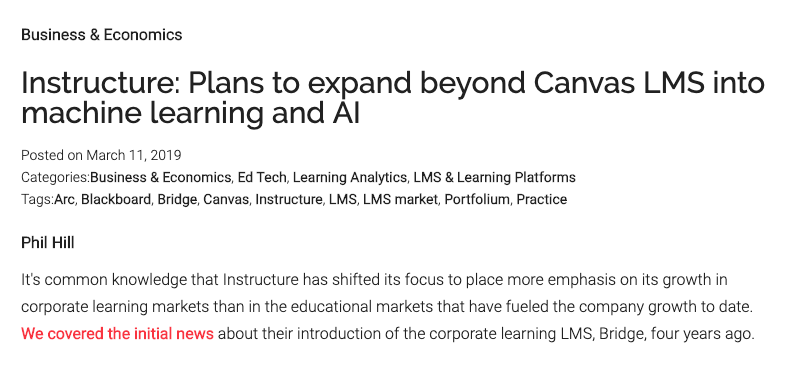 Business & Economics
Instructure: Plans to expand beyond Canvas LMS into
machine learning and AI
Posted on March 11, 2019
Categories:Business & Economics, Ed Tech, Learning Analytics, LMS & Learning Platforms
Tags:Arc, Blackboard, Bridge, Canvas, Instructure, LMS, LMS market, Portfolium, Practice
Phil Hill
It's common knowledge that Instructure has shifted its focus to place more emphasis on its growth in
corporate learning markets than in the educational markets that have fueled the company growth to date.
We covered the initial news about their introduction of the corporate learning LMS, Bridge, four years ago.